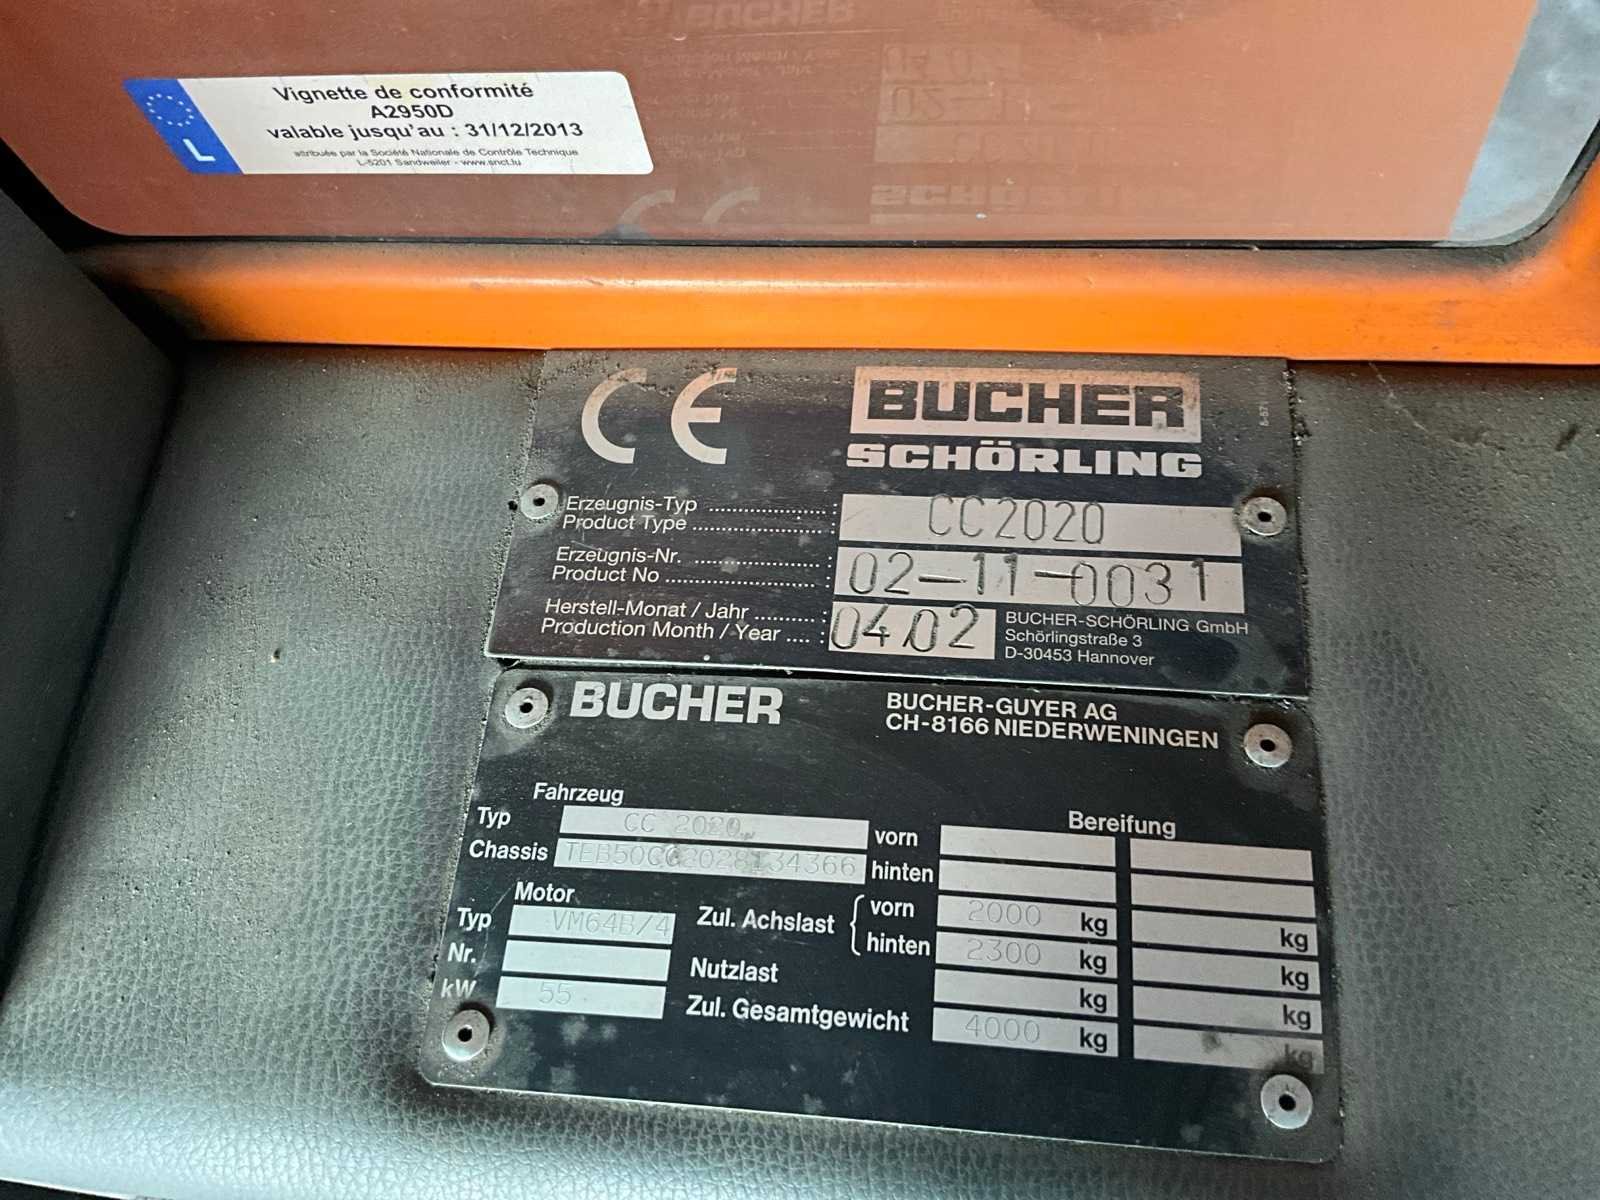 Vignette de conformité
A2950D
valable jusqu'au : 31/12/2013
attribuée par la Société Nationale de Contrôle Technique
L-5201 Sandweiler - www.snct.lu
L
CE
BUCHER
SCHÖRLING
Erzeugnis-Typ
Product Type : CC2020
Erzeugnis-Nr.
Product No : 02-11-0031
Herstell-Monat / Jahr
Production Month / Year : 04/02
BUCHER-SCHÖRLING GmbH
Schörlingstraße 3
D-30453 Hannover
BUCHER
BUCHER-GUYER AG
CH-8166 NIEDERWENINGEN
Fahrzeug
Bereifung
Typ CC 2020 vorn
Chassis TEB50CC2028134366 hinten
Motor
Typ VM64B/4
Nr.
kW 55
Zul. Achslast vorn 2000 kg kg
hinten 2300 kg kg
Nutzlast kg kg
Zul. Gesamtgewicht 4000 kg kg